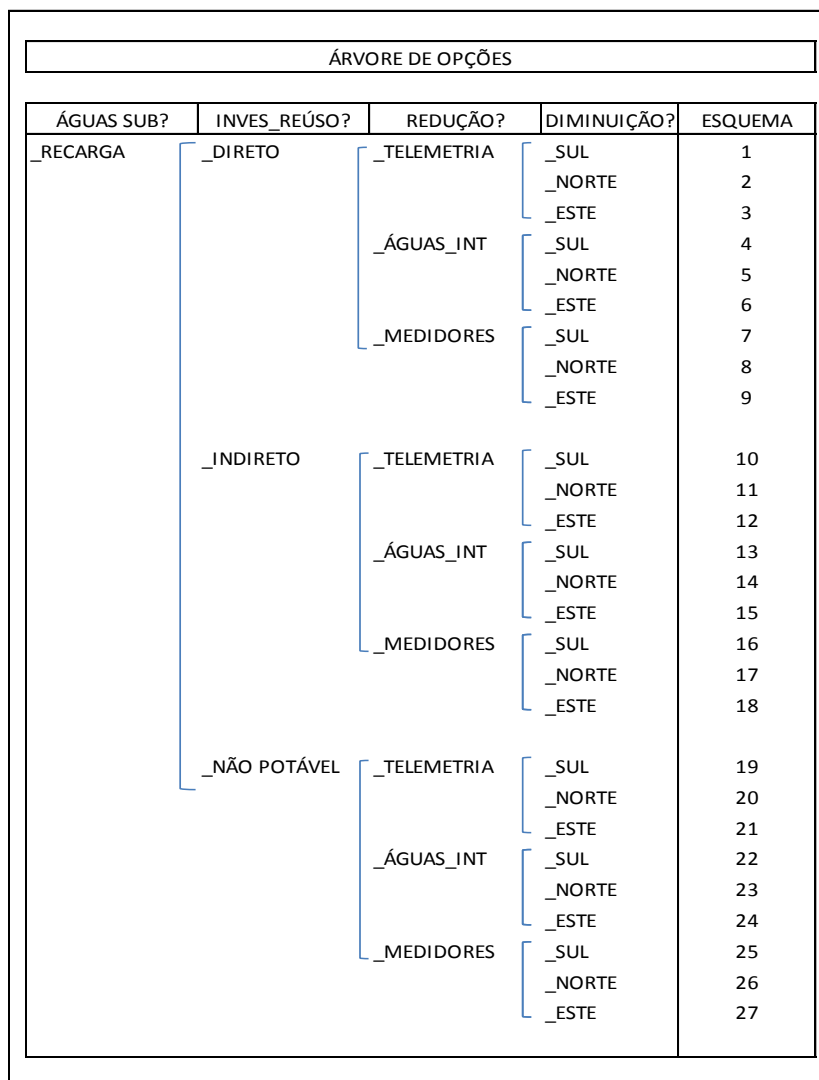 ÁRVORE DE OPÇÕES
ÁGUAS SUB? INVES_REÚSO? REDUÇÃO? DIMINUIÇÃO? ESQUEMA
_RECARGA _DIRETO _TELEMETRIA _SUL 1
_NORTE 2
_ESTE 3
_ÁGUAS_INT _SUL 4
_NORTE 5
_ESTE 6
_MEDIDORES _SUL 7
_NORTE 8
_ESTE 9
_INDIRETO _TELEMETRIA _SUL 10
_NORTE 11
_ESTE 12
_ÁGUAS_INT _SUL 13
_NORTE 14
_ESTE 15
_MEDIDORES _SUL 16
_NORTE 17
_ESTE 18
_NÃO POTÁVEL _TELEMETRIA _SUL 19
_NORTE 20
_ESTE 21
_ÁGUAS_INT _SUL 22
_NORTE 23
_ESTE 24
_MEDIDORES _SUL 25
_NORTE 26
_ESTE 27